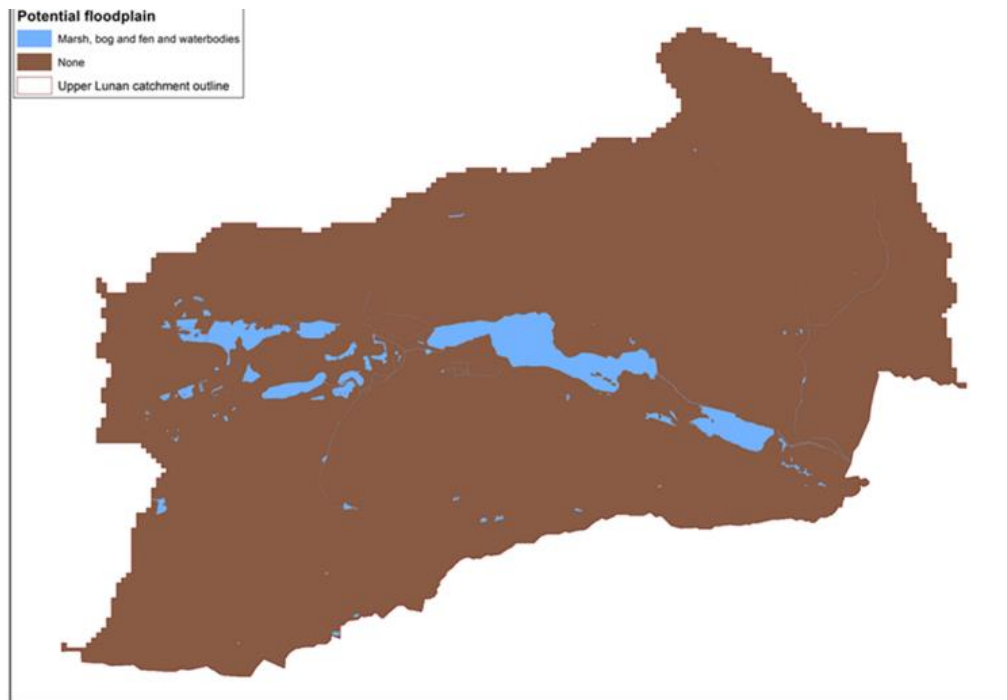 Potential floodplain
Marsh, bog and fen and waterbodies
None
Upper Lunan catchment outline